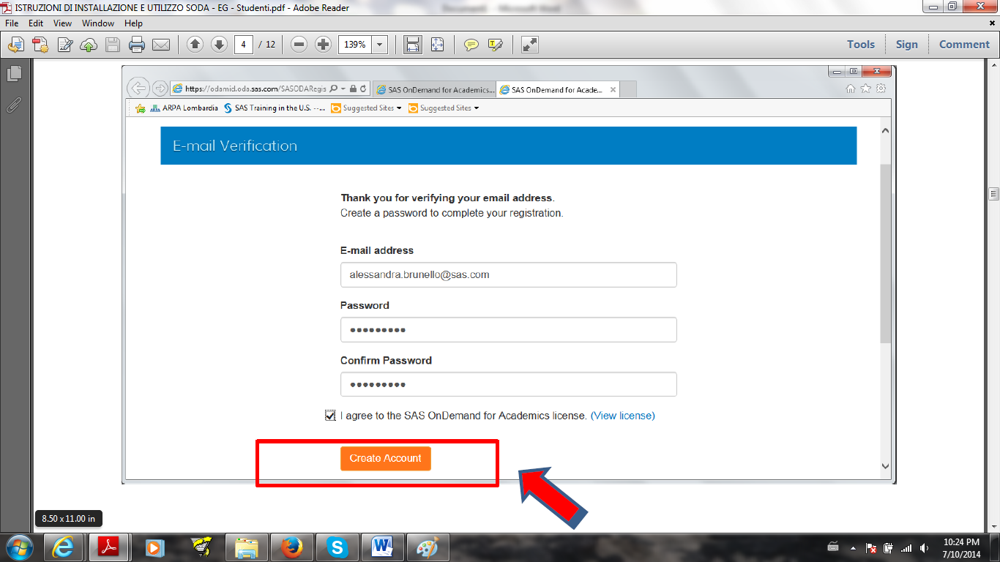 ISTRUZIONI DI INSTALLAZIONE E UTILIZZO SODA - EG - Studenti.pdf - Adobe Reader
File Edit View Window Help
4 / 12 139% Tools Sign Comment
https://odamid.oda.sas.com/SASODARegis SAS OnDemand for Academics... SAS OnDemand for Acade...
ARPA Lombardia SAS Training in the U.S. --... Suggested Sites Suggested Sites
E-mail Verification
Thank you for verifying your email address.
Create a password to complete your registration.
E-mail address
alessandra.brunello@sas.com
Password
•••••••••
Confirm Password
•••••••••
I agree to the SAS OnDemand for Academics license. (View license)
Create Account
8.50 x 11.00 in
10:24 PM
7/10/2014